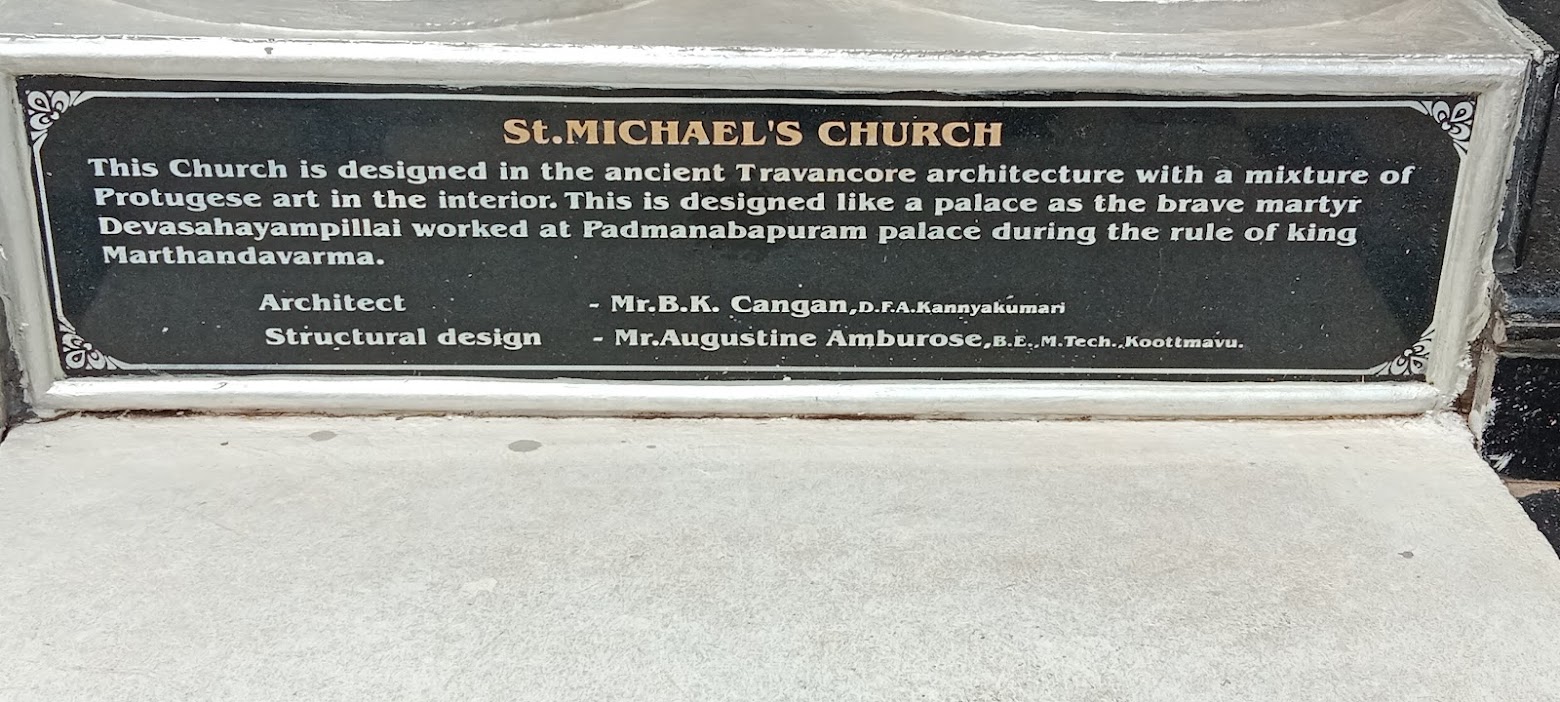 St.MICHAEL'S CHURCH
This Church is designed in the ancient Travancore architecture with a mixture of
Protugese art in the interior. This is designed like a palace as the brave martyr
Devasahayampillai worked at Padmanabapuram palace during the rule of king
Marthandavarma.
Architect - Mr.B.K. Cangan,D.F.A.Kannyakumari
Structural design - Mr.Augustine Amburose,B.E.,M.Tech.,Koottmavu.